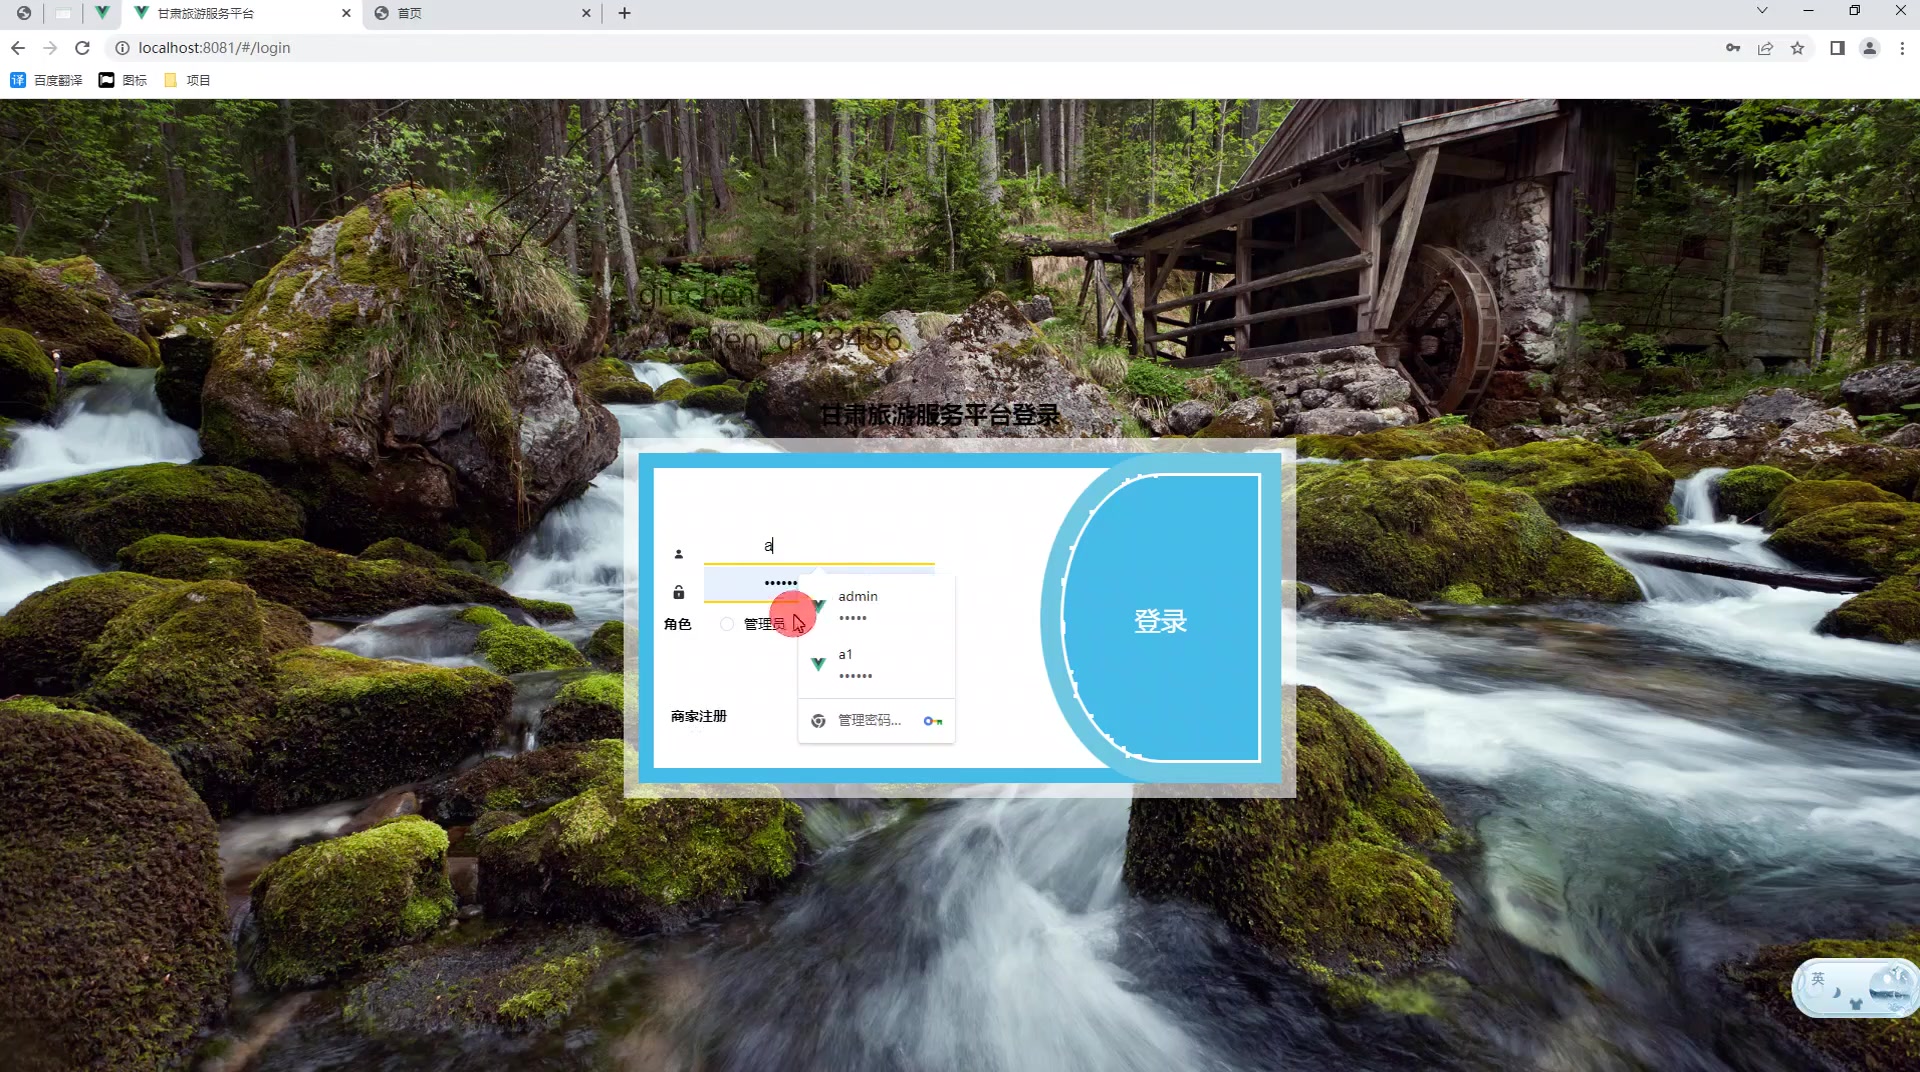 甘肃旅游服务平台
首页
localhost:8081/#/login
百度翻译
图标
项目
甘肃旅游服务平台登录
a
••••••
admin
•••••
a1
••••••
角色
管理员
管理密码...
商家注册
登录
英